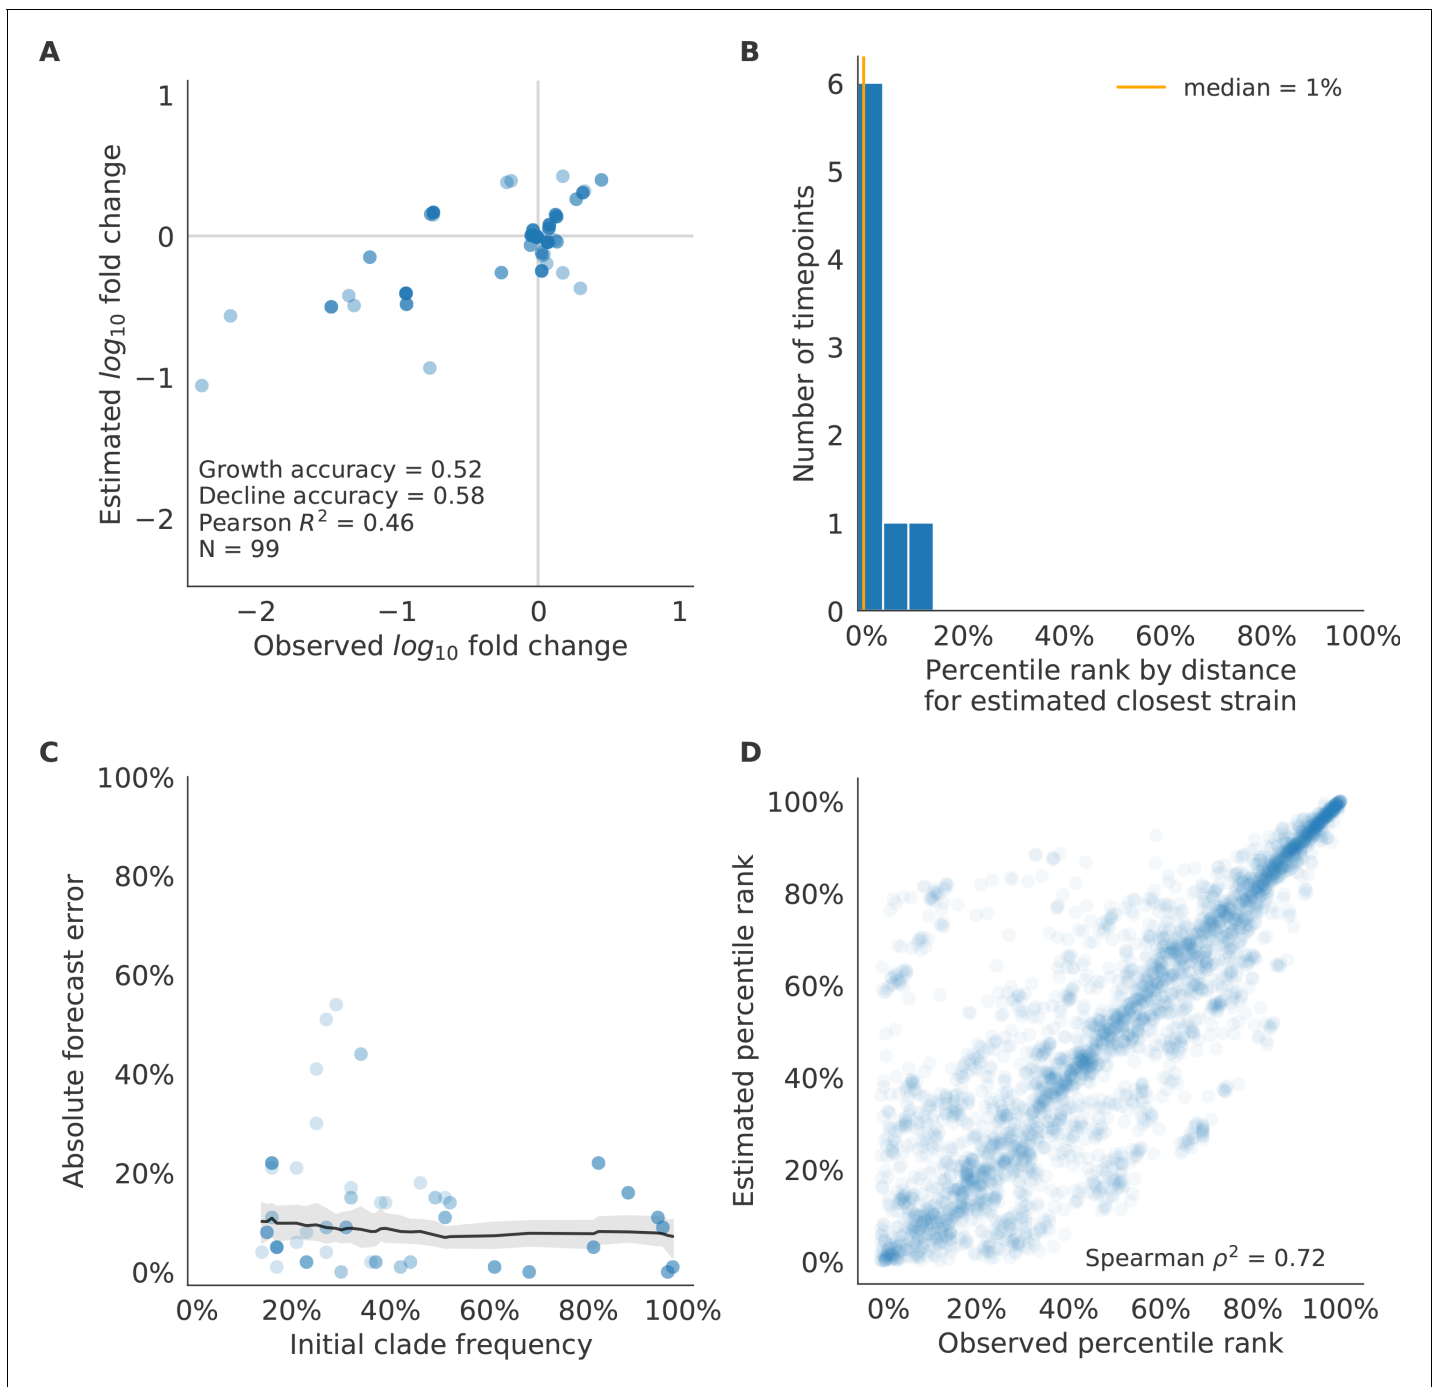 A
1
0
−1
−2
Estimated log10 fold change
Growth accuracy = 0.52
Decline accuracy = 0.58
Pearson R² = 0.46
N = 99
−2 −1 0 1
Observed log10 fold change
B
median = 1%
6
5
4
3
2
1
0
Number of timepoints
0% 20% 40% 60% 80% 100%
Percentile rank by distance
for estimated closest strain
C
100%
80%
60%
40%
20%
0%
Absolute forecast error
0% 20% 40% 60% 80% 100%
Initial clade frequency
D
100%
80%
60%
40%
20%
0%
Estimated percentile rank
Spearman ρ² = 0.72
0% 20% 40% 60% 80% 100%
Observed percentile rank